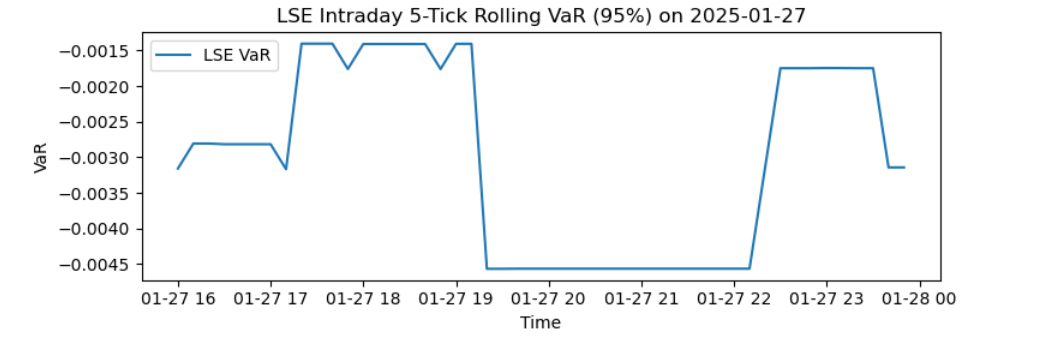 LSE Intraday 5-Tick Rolling VaR (95%) on 2025-01-27
LSE VaR
VaR
−0.0015
−0.0020
−0.0025
−0.0030
−0.0035
−0.0040
−0.0045
01-27 16 01-27 17 01-27 18 01-27 19 01-27 20 01-27 21 01-27 22 01-27 23 01-28 00
Time